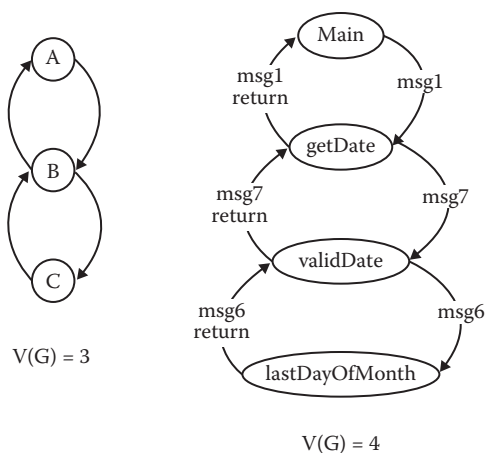 A
B
C
V(G) = 3
Main
msg1
return
msg1
getDate
msg7
return
msg7
validDate
msg6
return
msg6
lastDayOfMonth
V(G) = 4